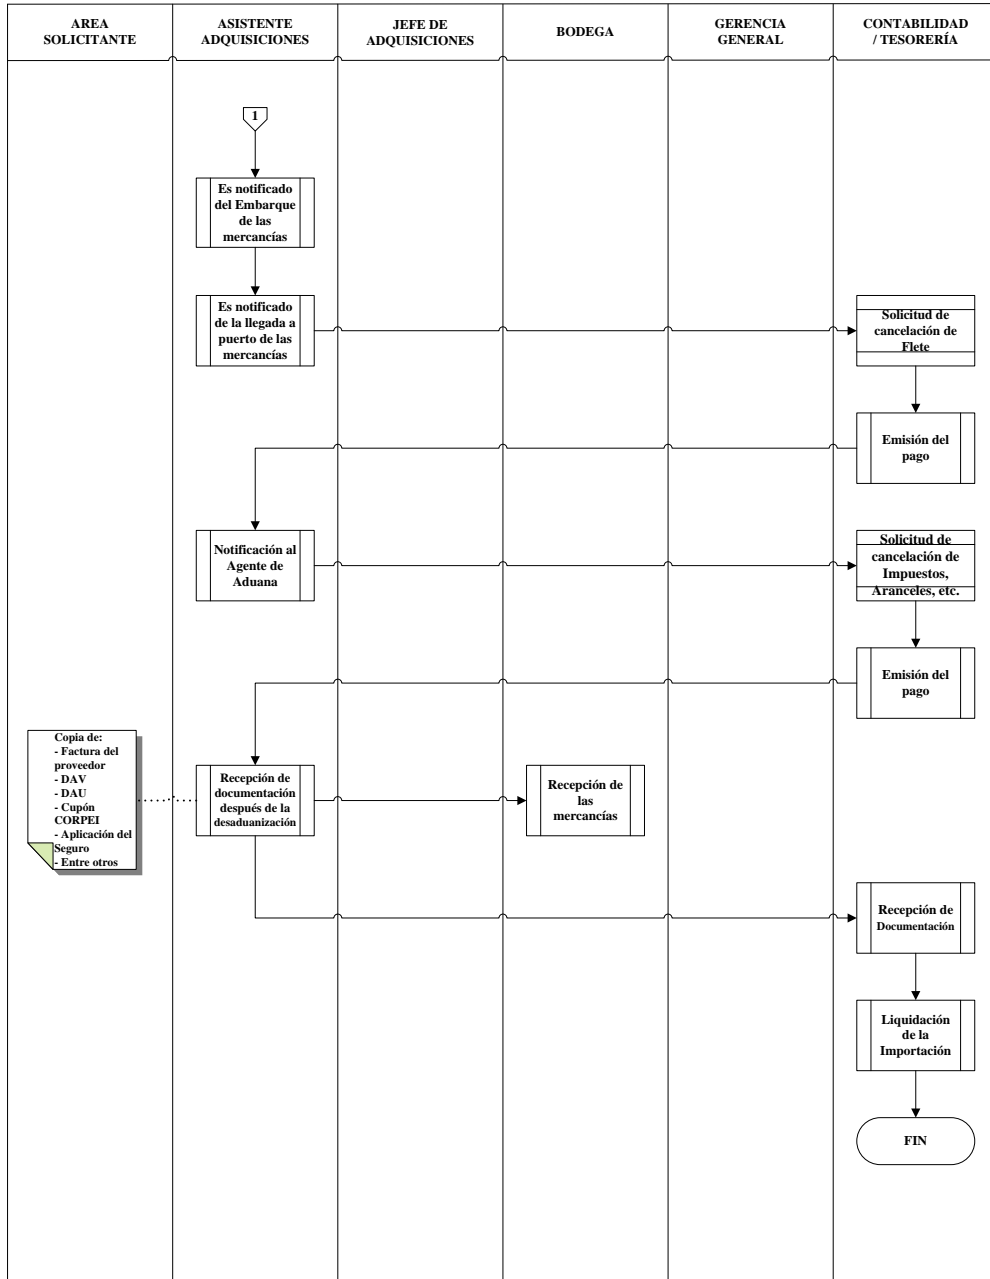 AREA
SOLICITANTE
ASISTENTE
ADQUISICIONES
JEFE DE
ADQUISICIONES
BODEGA
GERENCIA
GENERAL
CONTABILIDAD
/ TESORERÍA
1
Es notificado
del Embarque
de las
mercancías
Es notificado
de la llegada a
puerto de las
mercancías
Solicitud de
cancelación de
Flete
Emisión del
pago
Notificación al
Agente de
Aduana
Solicitud de
cancelación de
Impuestos,
Aranceles, etc.
Emisión del
pago
Copia de:
- Factura del
proveedor
- DAV
- DAU
- Cupón
CORPEI
- Aplicación del
Seguro
- Entre otros
Recepción de
documentación
después de la
desaduanización
Recepción de
las
mercancías
Recepción de
Documentación
Liquidación
de la
Importación
FIN